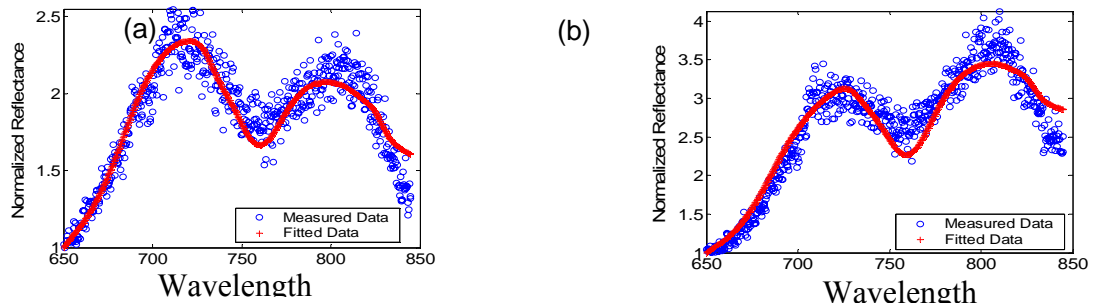 (a)
2.5
2
1.5
1
Normalized Reflectance
Measured Data
Fitted Data
650 700 750 800 850
Wavelength
(b)
4
3.5
3
2.5
2
1.5
1
Normalized Reflectance
Measured Data
Fitted Data
650 700 750 800 850
Wavelength